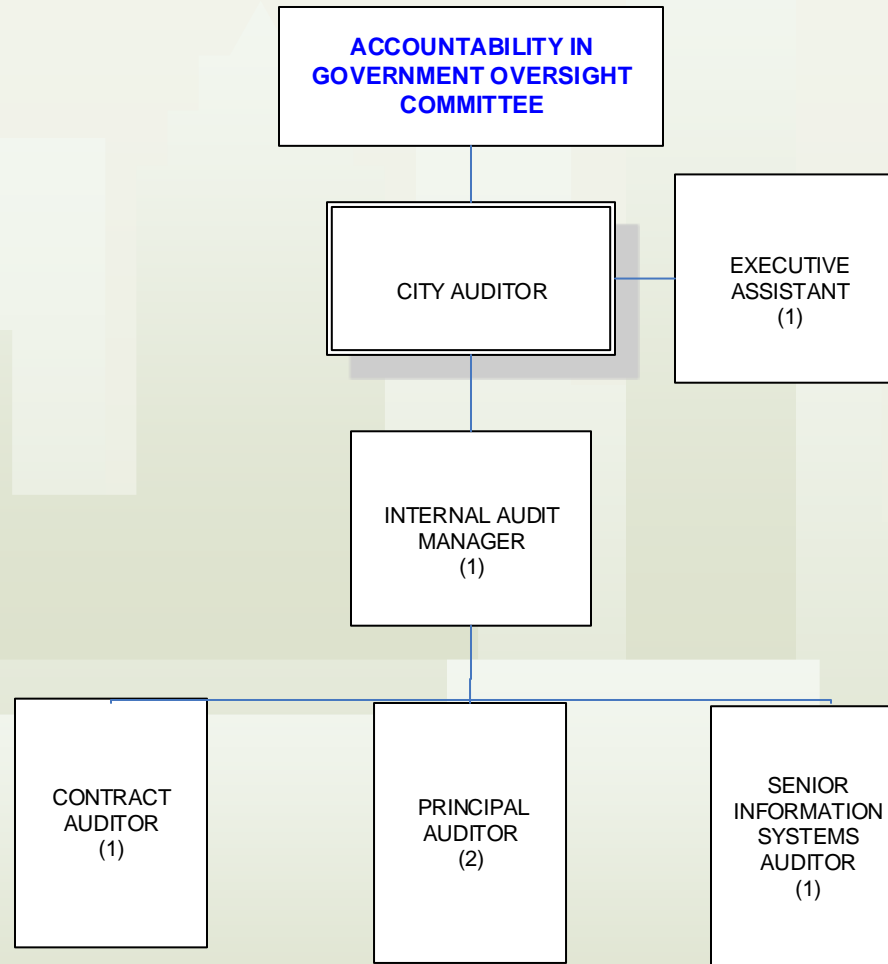 ACCOUNTABILITY IN
GOVERNMENT OVERSIGHT
COMMITTEE
CITY AUDITOR
EXECUTIVE
ASSISTANT
(1)
INTERNAL AUDIT
MANAGER
(1)
CONTRACT
AUDITOR
(1)
PRINCIPAL
AUDITOR
(2)
SENIOR
INFORMATION
SYSTEMS
AUDITOR
(1)